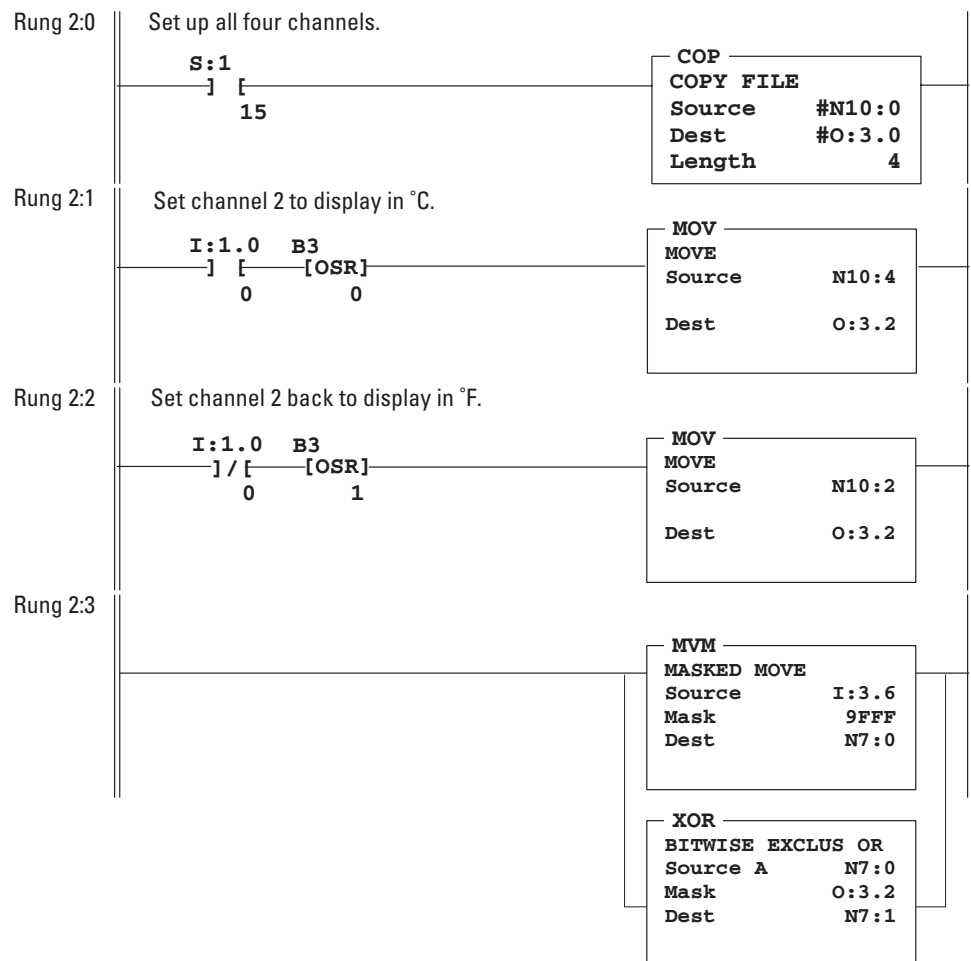 Rung 2:0 Set up all four channels.
S:1
] [
15
COP
COPY FILE
Source #N10:0
Dest #O:3.0
Length 4
Rung 2:1 Set channel 2 to display in ˚C.
I:1.0 B3
] [ [OSR]
0 0
MOV
MOVE
Source N10:4
Dest O:3.2
Rung 2:2 Set channel 2 back to display in ˚F.
I:1.0 B3
]/[ [OSR]
0 1
MOV
MOVE
Source N10:2
Dest O:3.2
Rung 2:3
MVM
MASKED MOVE
Source I:3.6
Mask 9FFF
Dest N7:0
XOR
BITWISE EXCLUS OR
Source A N7:0
Mask O:3.2
Dest N7:1